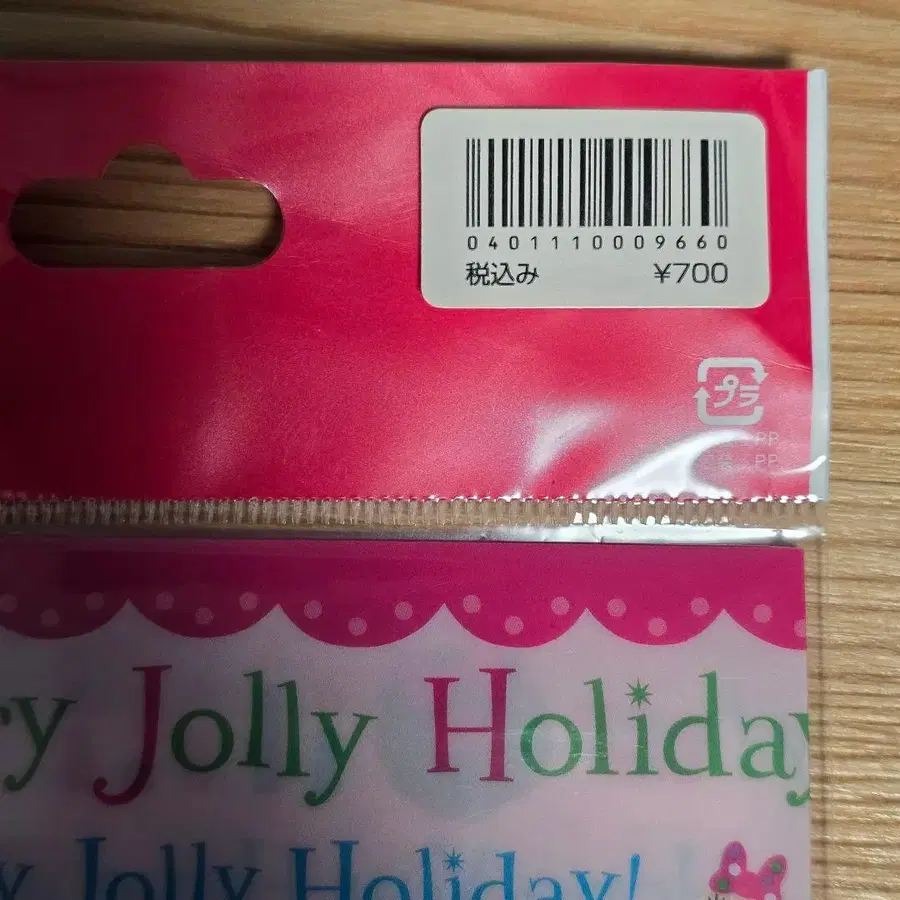 0401110009660
税込み ¥700
プラ
PP
PP
ry Jolly Holiday
y Jolly Holiday!